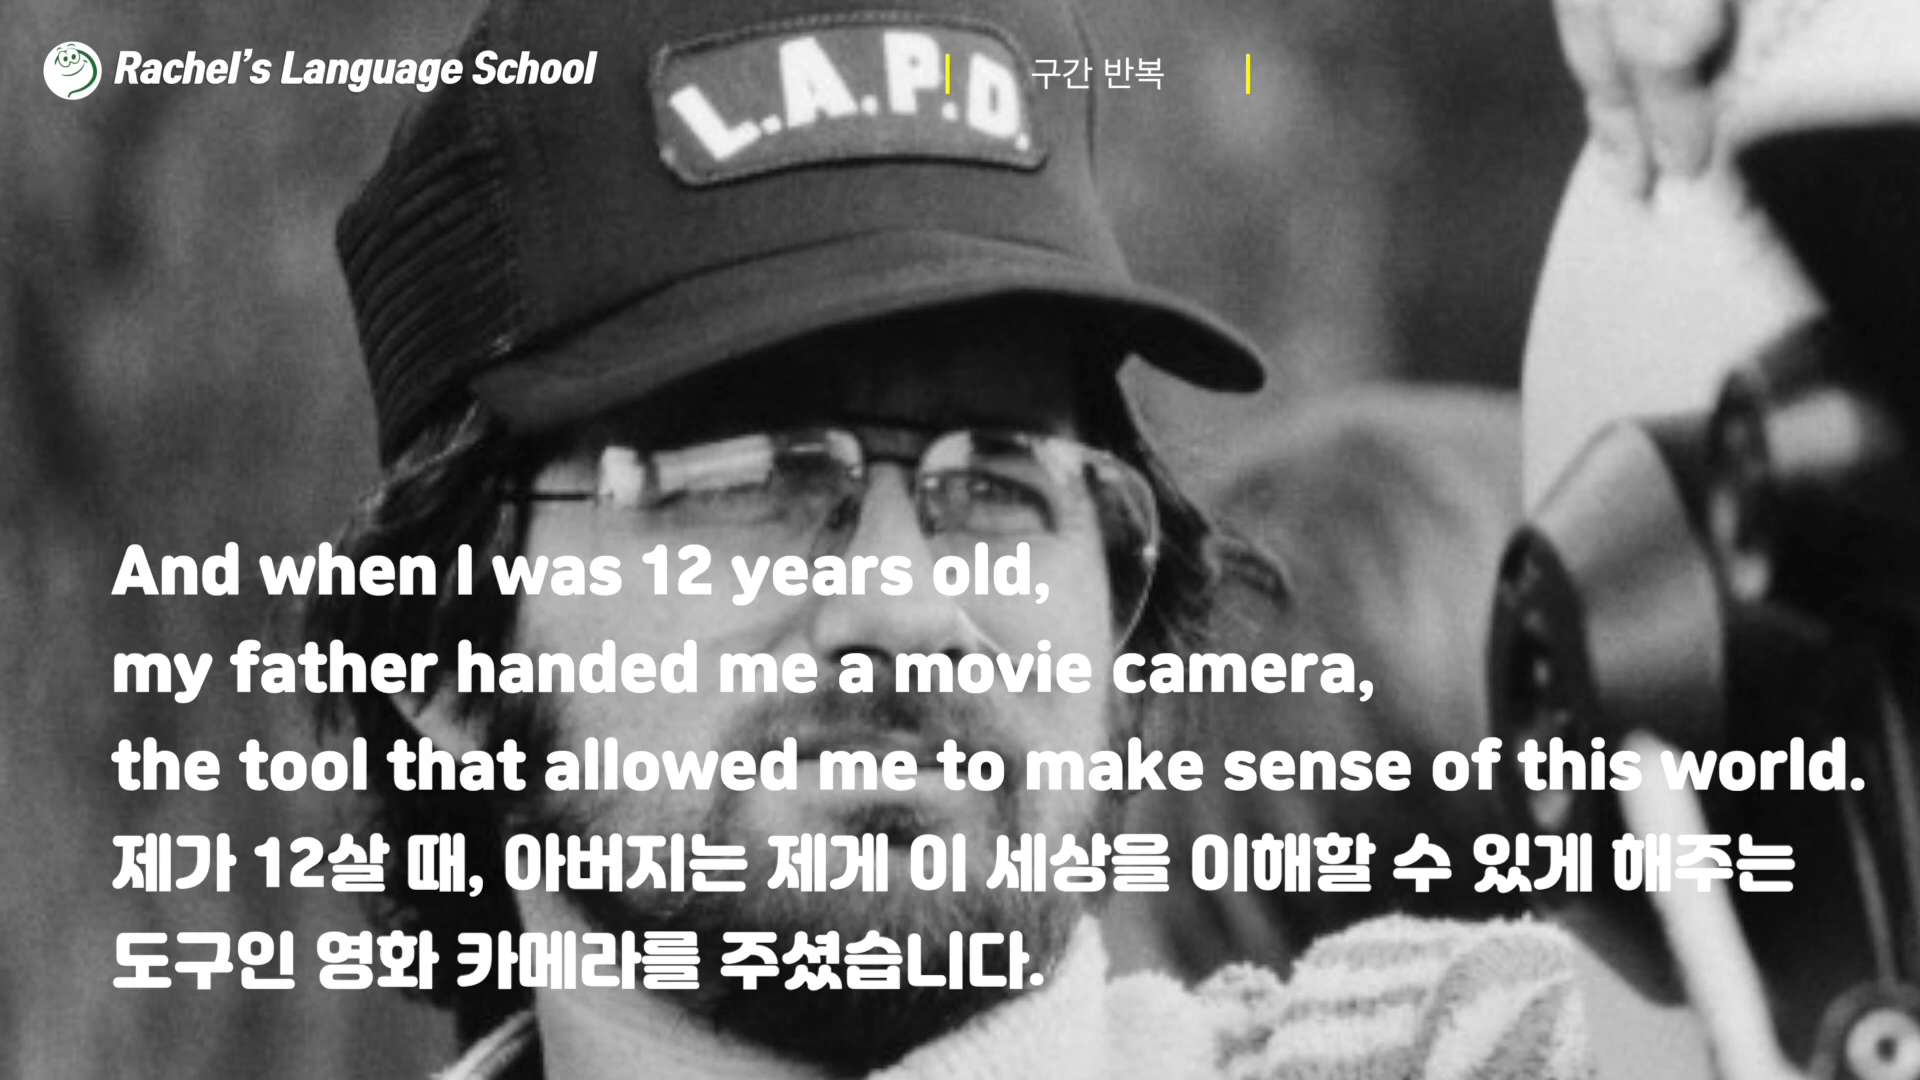 Rachel's Language School
L.A.P.D.
구간 반복
And when I was 12 years old,
my father handed me a movie camera,
the tool that allowed me to make sense of this world.
제가 12살 때, 아버지는 제게 이 세상을 이해할 수 있게 해주는
도구인 영화 카메라를 주셨습니다.